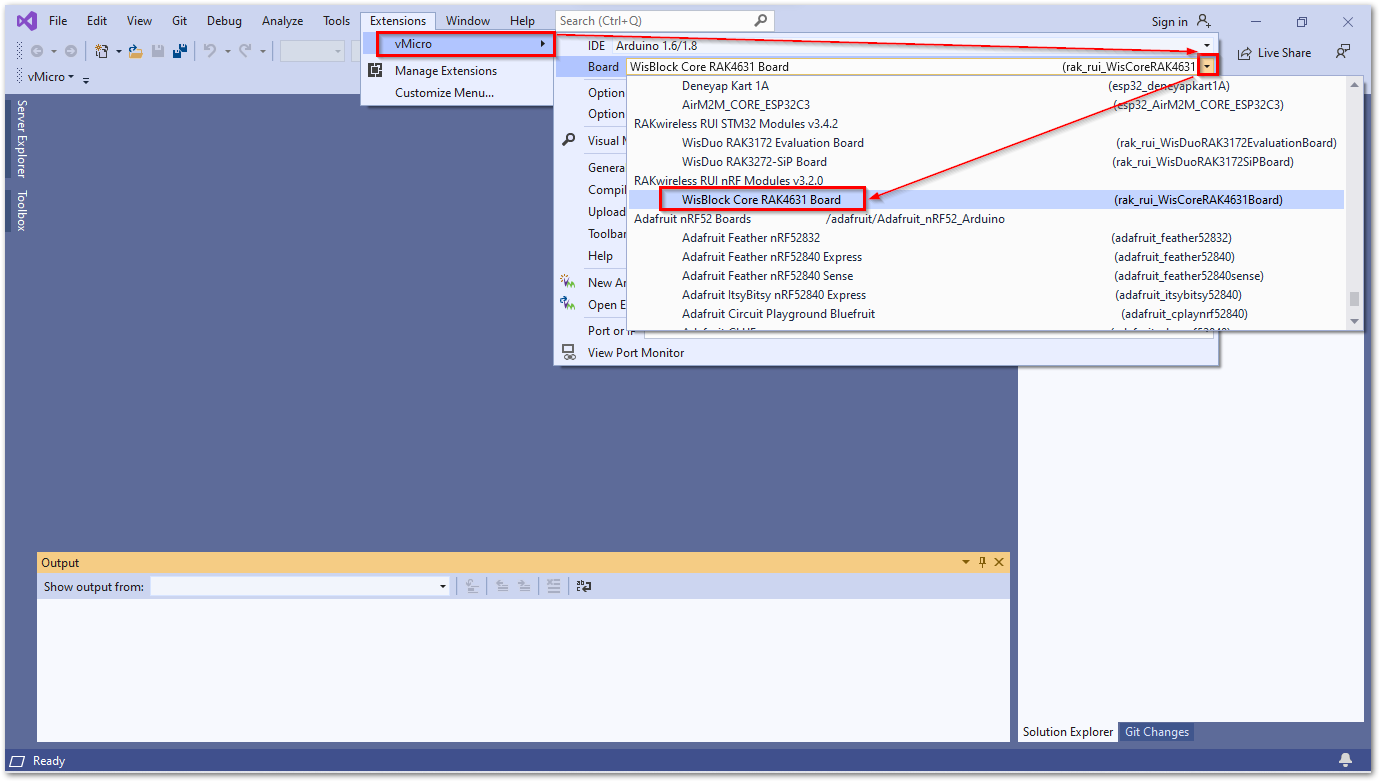 File Edit View Git Debug Analyze Tools Extensions Window Help Search (Ctrl+Q) Sign in
vMicro IDE Arduino 1.6/1.8
Live Share
Board WisBlock Core RAK4631 Board (rak_rui_WisCoreRAK4631
Manage Extensions
vMicro
Customize Menu...
Deneyap Kart 1A (esp32_deneyapkart1A)
Option
AirM2M_CORE_ESP32C3 (esp32_AirM2M_CORE_ESP32C3)
Option
RAKwireless RUI STM32 Modules v3.4.2
Visual
WisDuo RAK3172 Evaluation Board (rak_rui_WisDuoRAK3172EvaluationBoard)
WisDuo RAK3272-SiP Board (rak_rui_WisDuoRAK3172SiPBoard)
Genera
RAKwireless RUI nRF Modules v3.2.0
Compil
WisBlock Core RAK4631 Board (rak_rui_WisCoreRAK4631Board)
Upload
Adafruit nRF52 Boards /adafruit/Adafruit_nRF52_Arduino
Toolbar
Adafruit Feather nRF52832 (adafruit_feather52832)
Help
Adafruit Feather nRF52840 Express (adafruit_feather52840)
Adafruit Feather nRF52840 Sense (adafruit_feather52840sense)
New Ar
Adafruit ItsyBitsy nRF52840 Express (adafruit_itsybitsy52840)
Open E
Adafruit Circuit Playground Bluefruit (adafruit_cplaynrf52840)
Port or
View Port Monitor
Server Explorer
Toolbox
Output
Show output from:
Solution Explorer Git Changes
Ready